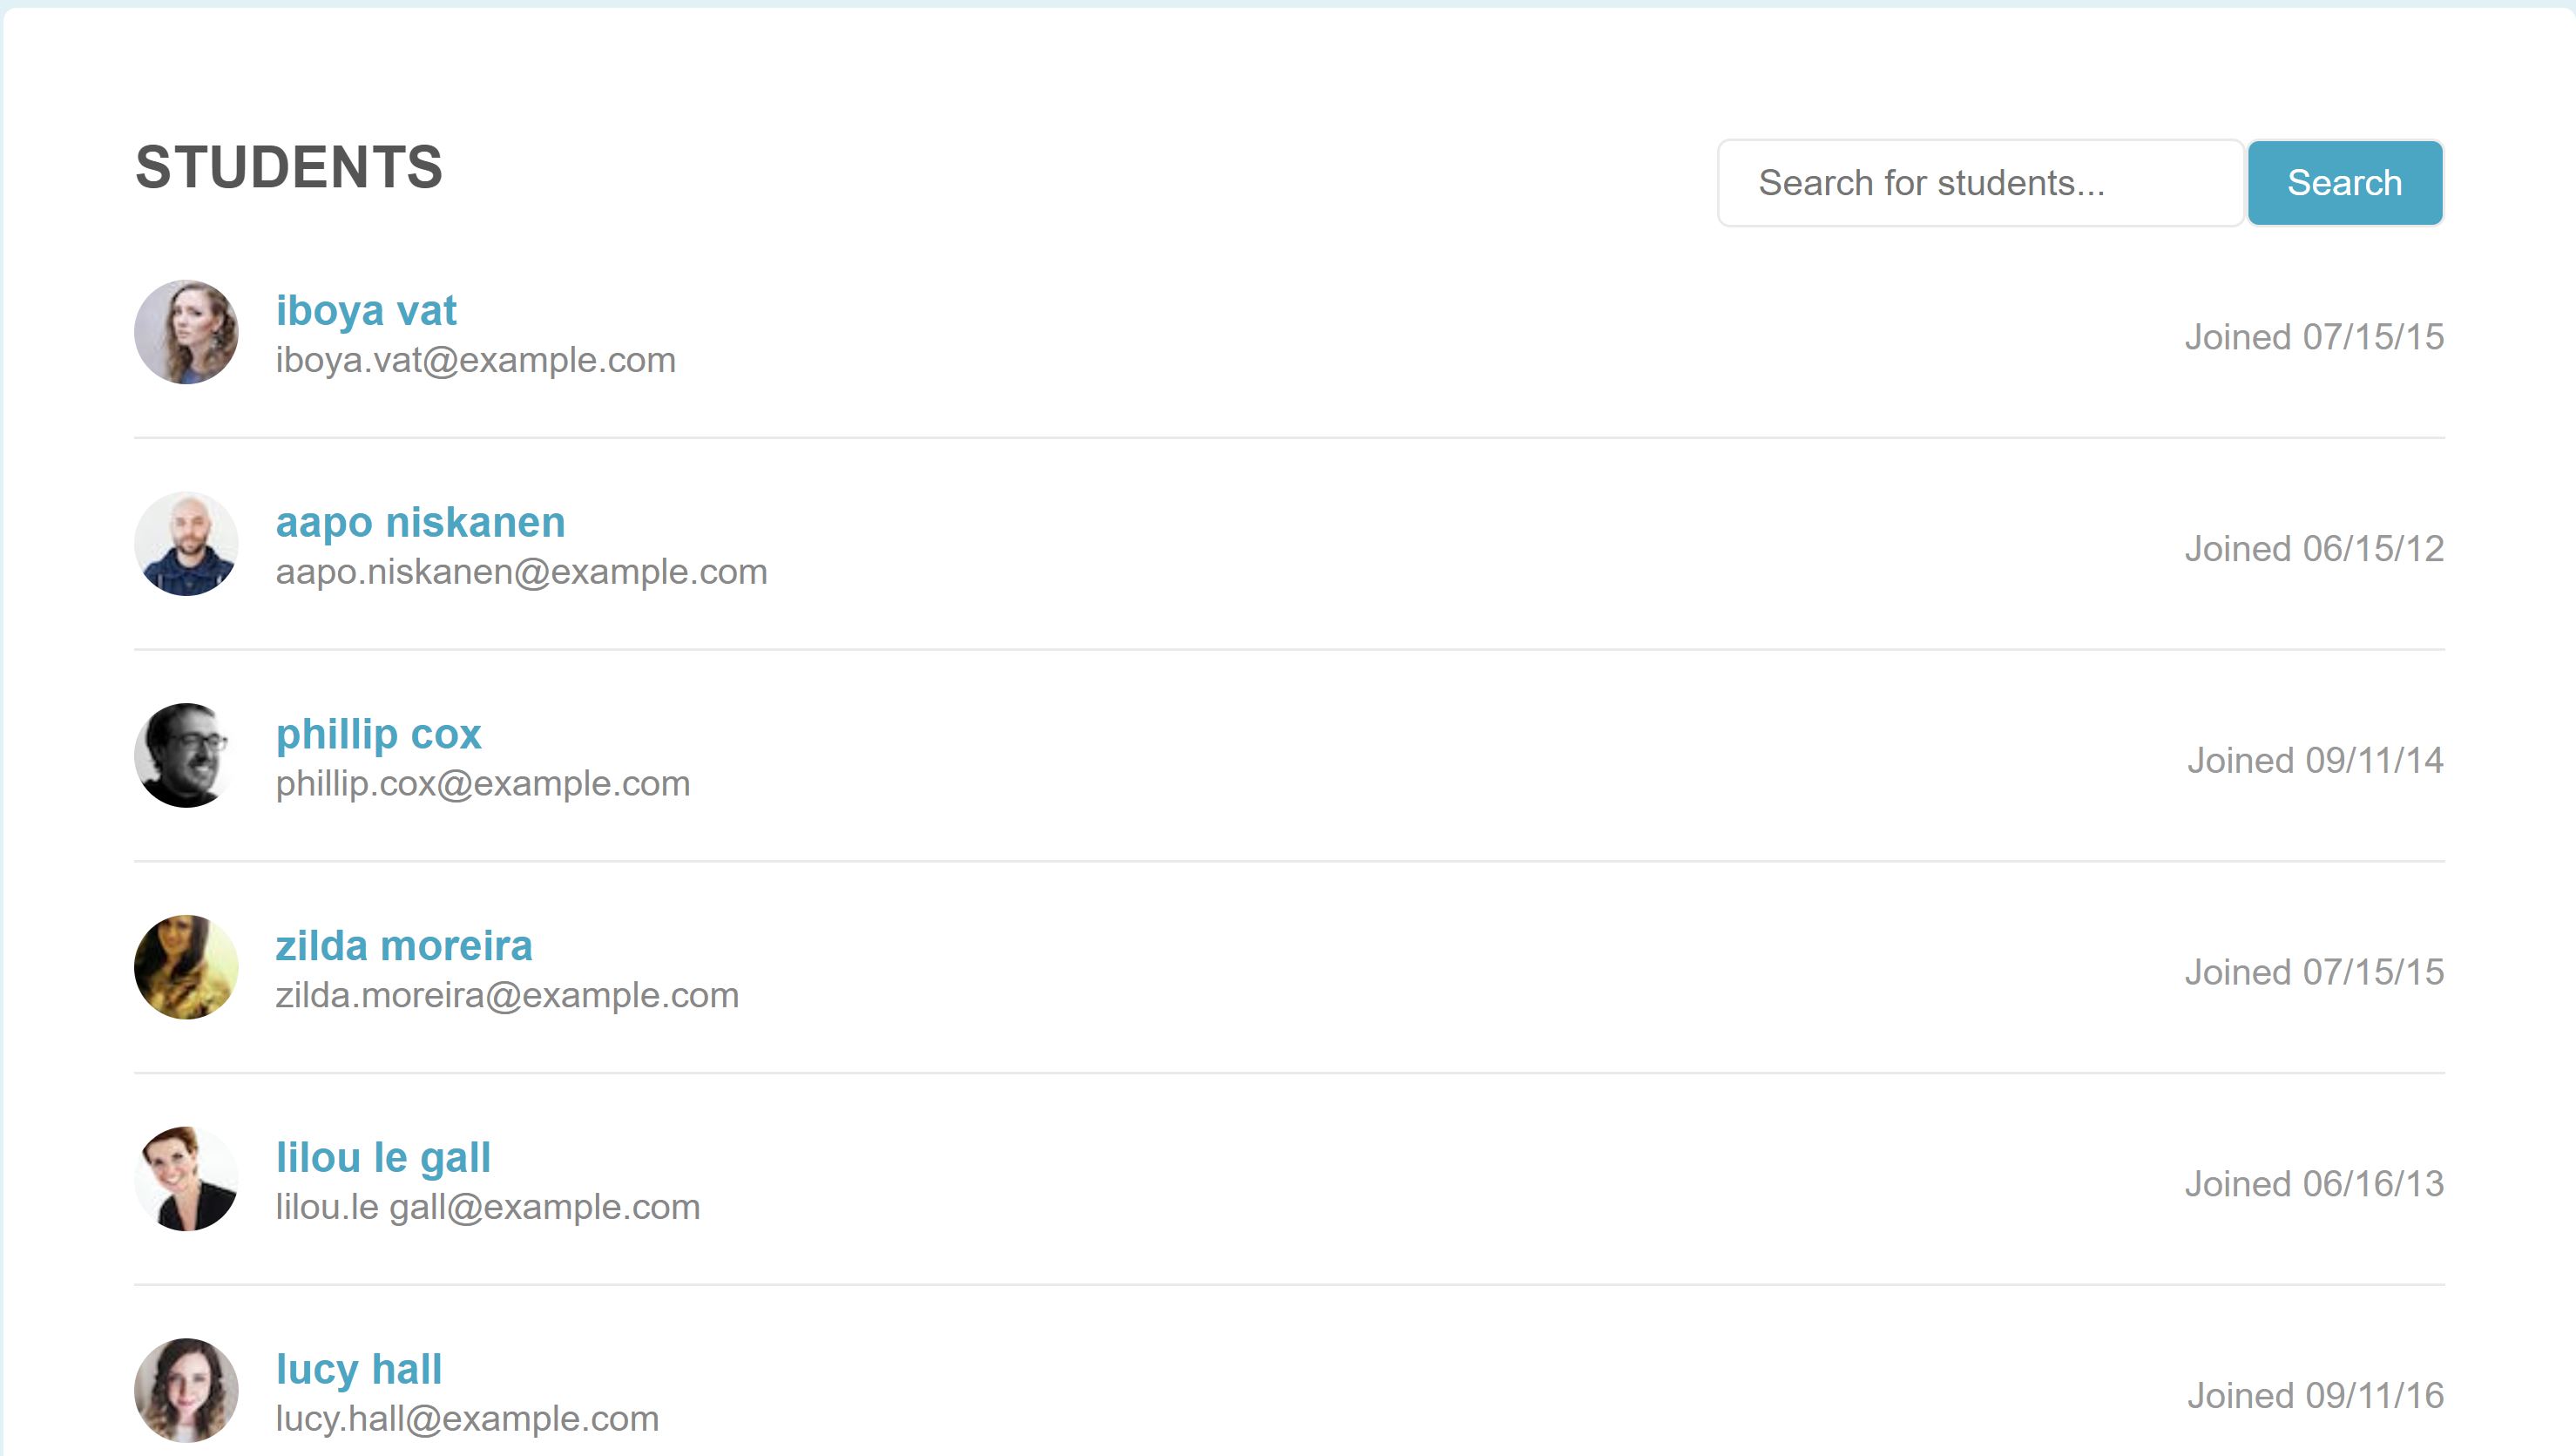 STUDENTS
Search for students...
Search
iboya vat
iboya.vat@example.com
Joined 07/15/15
aapo niskanen
aapo.niskanen@example.com
Joined 06/15/12
phillip cox
phillip.cox@example.com
Joined 09/11/14
zilda moreira
zilda.moreira@example.com
Joined 07/15/15
lilou le gall
lilou.le gall@example.com
Joined 06/16/13
lucy hall
lucy.hall@example.com
Joined 09/11/16